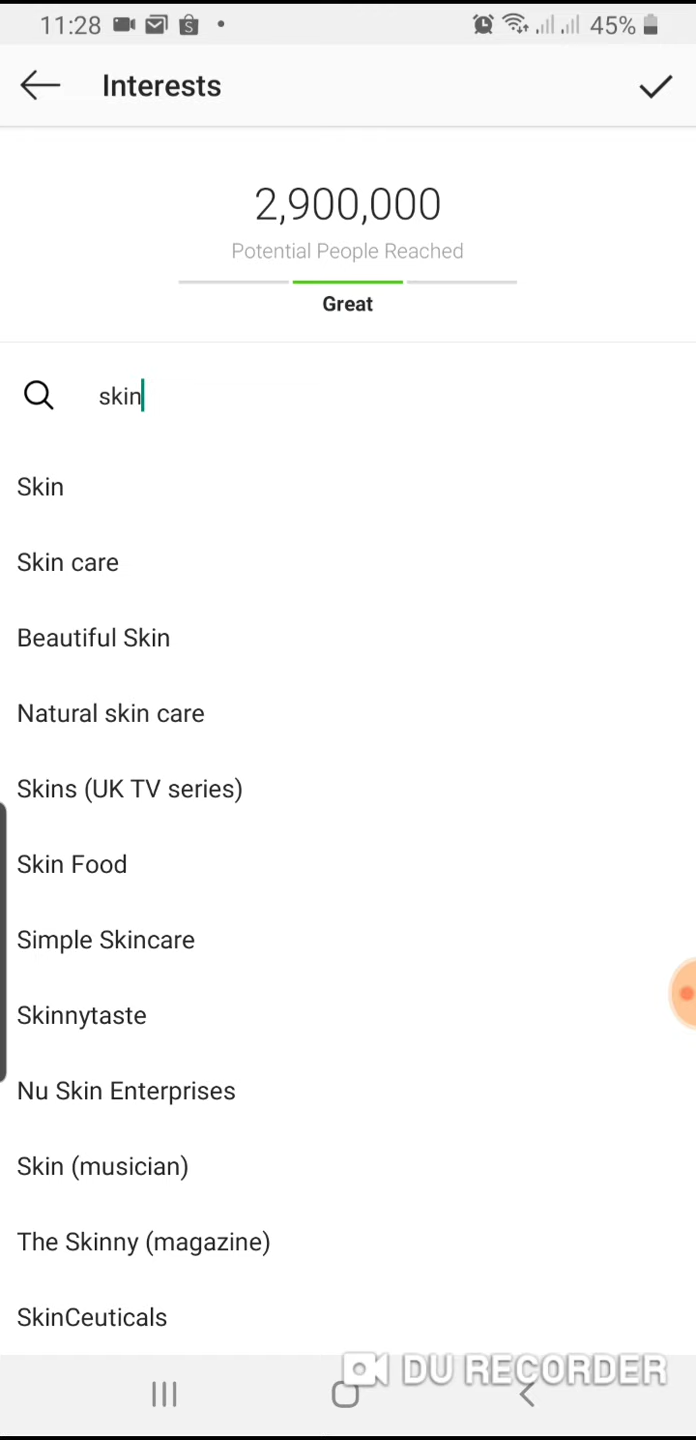 11:28 45%
Interests
2,900,000
Potential People Reached
Great
skin
Skin
Skin care
Beautiful Skin
Natural skin care
Skins (UK TV series)
Skin Food
Simple Skincare
Skinnytaste
Nu Skin Enterprises
Skin (musician)
The Skinny (magazine)
SkinCeuticals
DU RECORDER